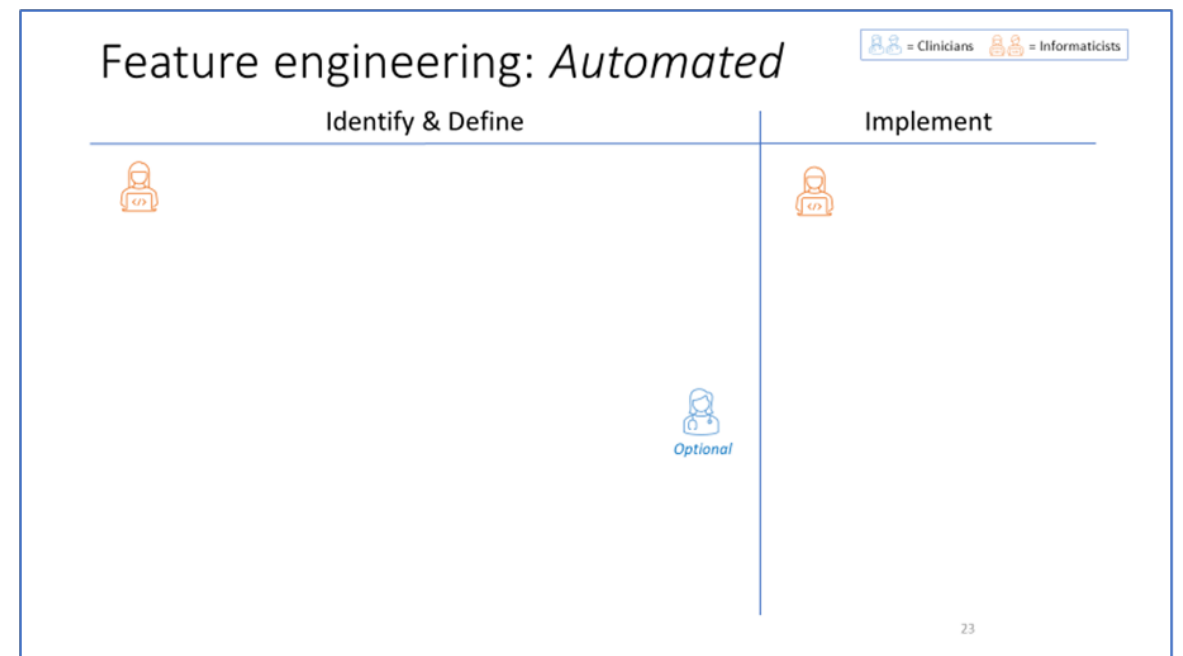 Feature engineering: Automated
= Clinicians = Informaticists
Identify & Define
Implement
</>
</>
Optional
23